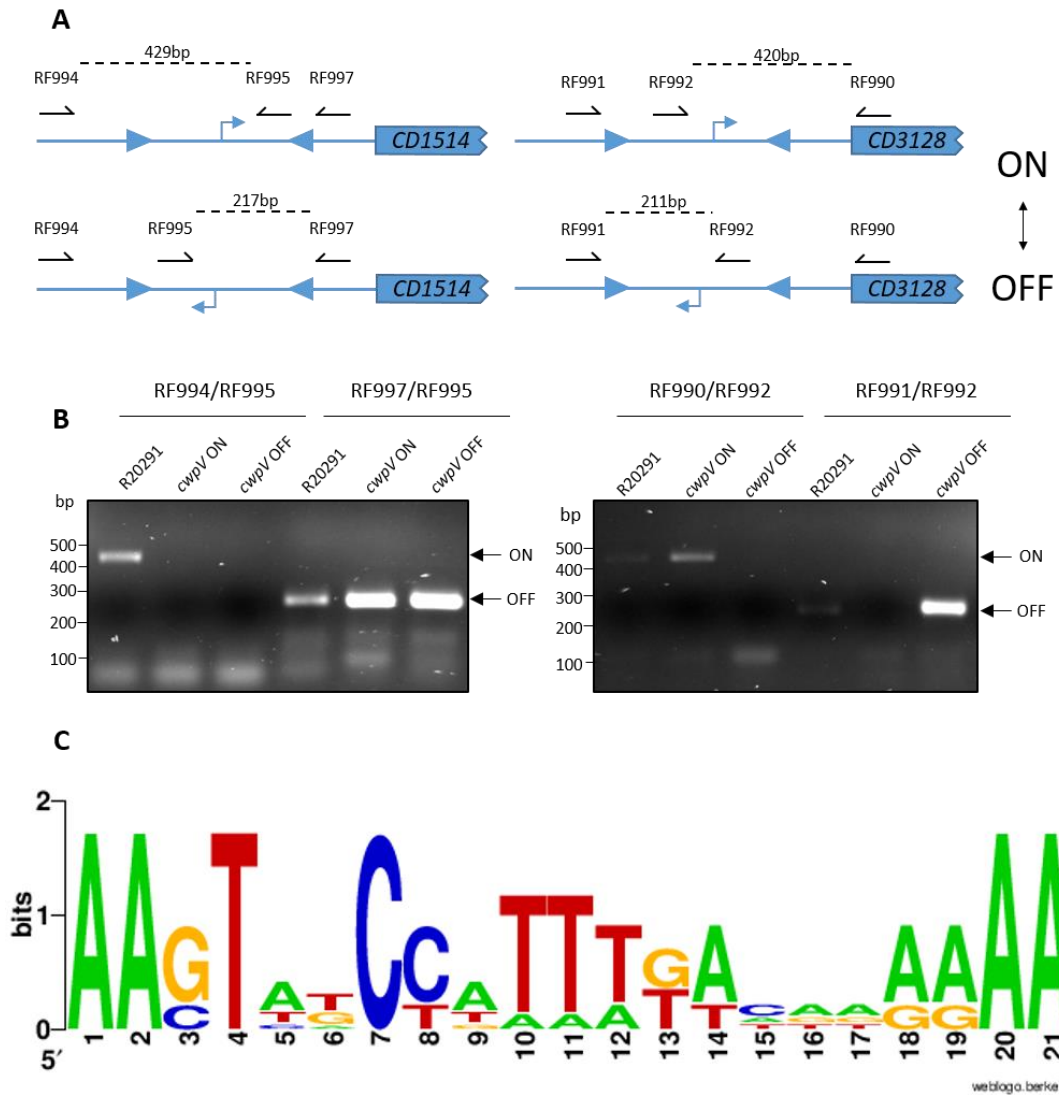 A
429bp
420bp
RF994 RF995 RF997 RF991 RF992 RF990
CD1514 CD3128
ON
217bp
211bp
RF994 RF995 RF997 RF991 RF992 RF990
CD1514 CD3128
OFF
RF994/RF995 RF997/RF995 RF990/RF992 RF991/RF992
B
R20291 cwpV ON cwpV OFF R20291 cwpV ON cwpV OFF R20291 cwpV ON cwpV OFF R20291 cwpV ON cwpV OFF
bp bp
500 ON 500 ON
400 400
300 OFF 300 OFF
200 200
100 100
C
2
1
0
bits
AAGTATCCATTTGACAAAAAA
CTGTTAAATT
5′
1 2 3 4 5 6 7 8 9 10 11 12 13 14 15 16 17 18 19 20 21
weblogo.berke